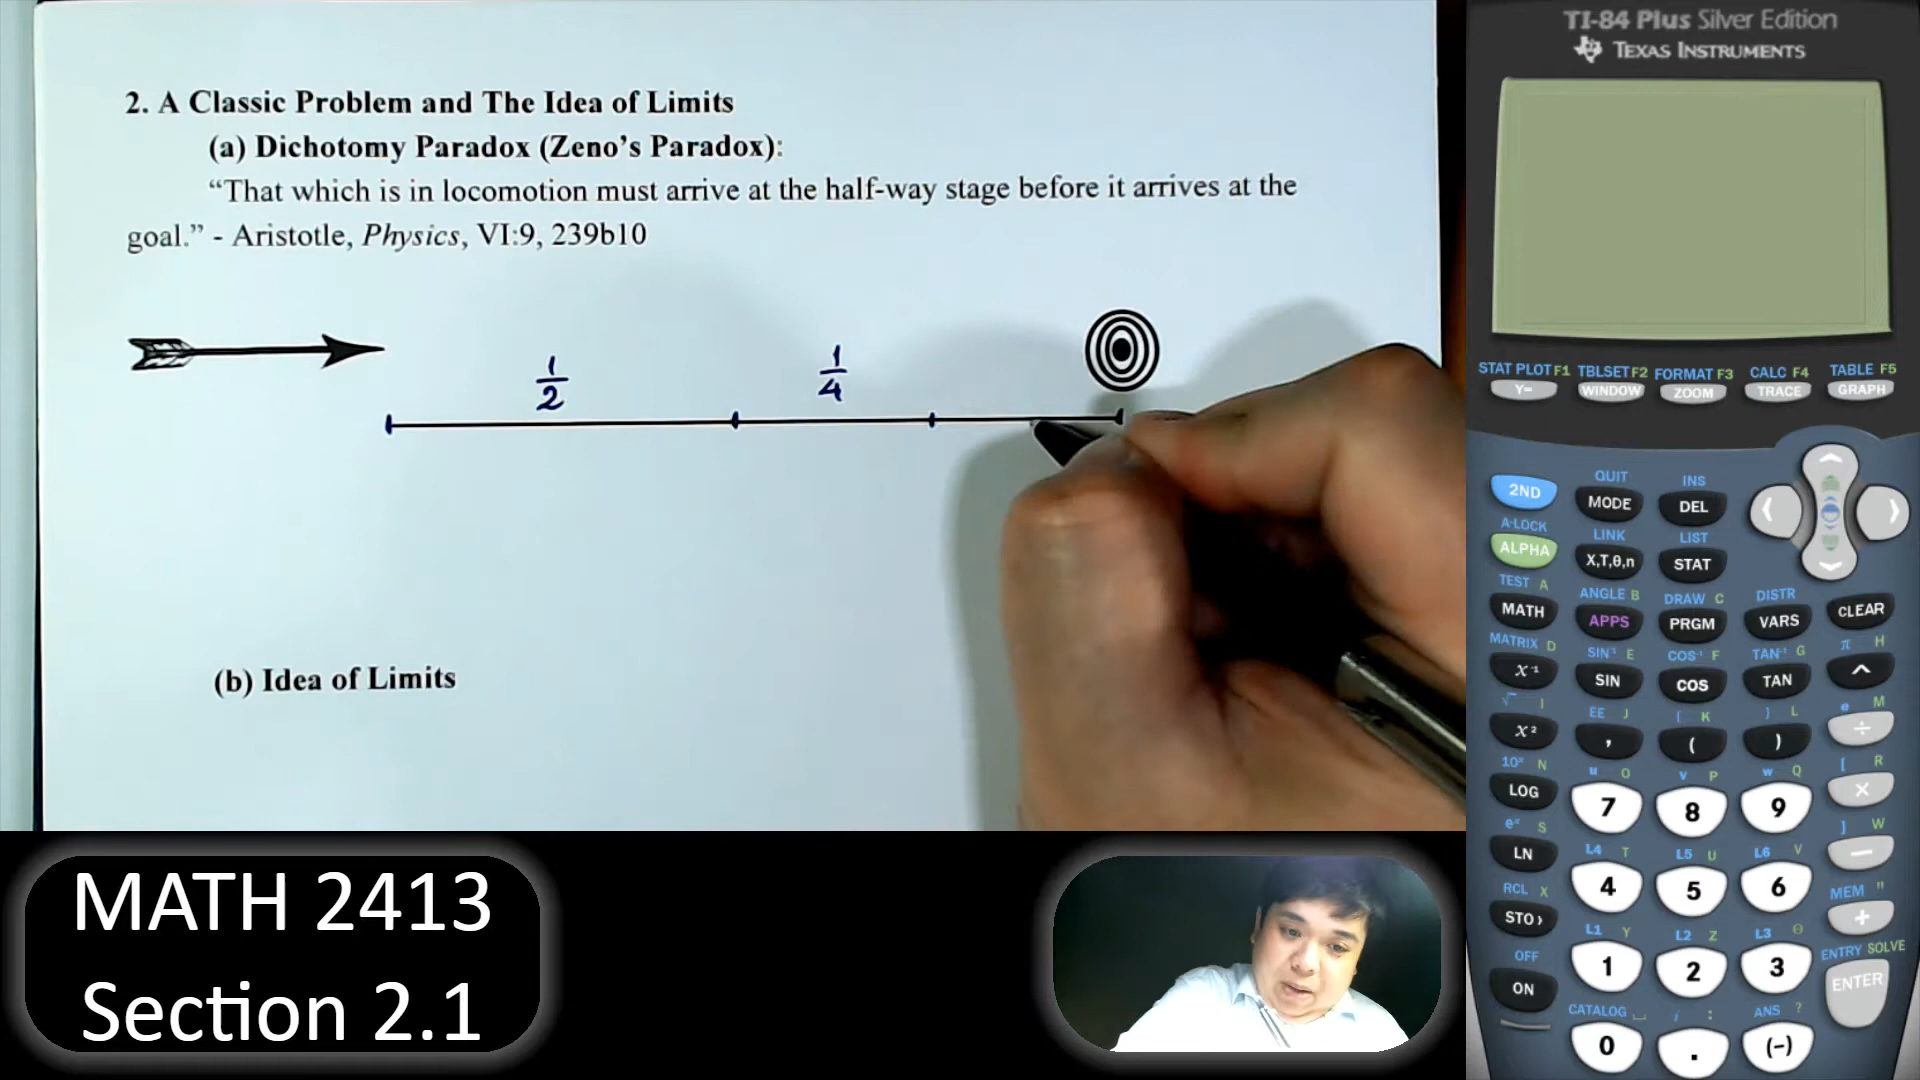 2. A Classic Problem and The Idea of Limits
(a) Dichotomy Paradox (Zeno’s Paradox):
“That which is in locomotion must arrive at the half-way stage before it arrives at the
goal.” - Aristotle, Physics, VI:9, 239b10
1/2 1/4
(b) Idea of Limits
MATH 2413
Section 2.1
TI-84 Plus Silver Edition
TEXAS INSTRUMENTS
STAT PLOT F1 TBLSET F2 FORMAT F3 CALC F4 TABLE F5
Y= WINDOW ZOOM TRACE GRAPH
QUIT INS
2ND MODE DEL
A-LOCK LINK LIST
ALPHA X,T,θ,n STAT
TEST A ANGLE B DRAW C DISTR
MATH APPS PRGM VARS CLEAR
MATRIX D SIN⁻¹ E COS⁻¹ F TAN⁻¹ G π H
x⁻¹ SIN COS TAN ^
√ I EE J { K } L e M
x² , ( ) ÷
10ˣ N u O v P w Q [ R
LOG 7 8 9 ×
eˣ S L4 T L5 U L6 V ] W
LN 4 5 6 −
RCL X L1 Y L2 Z L3 θ MEM "
STO› 1 2 3 +
OFF CATALOG i : ANS ? ENTRY SOLVE
ON 0 . (-) ENTER